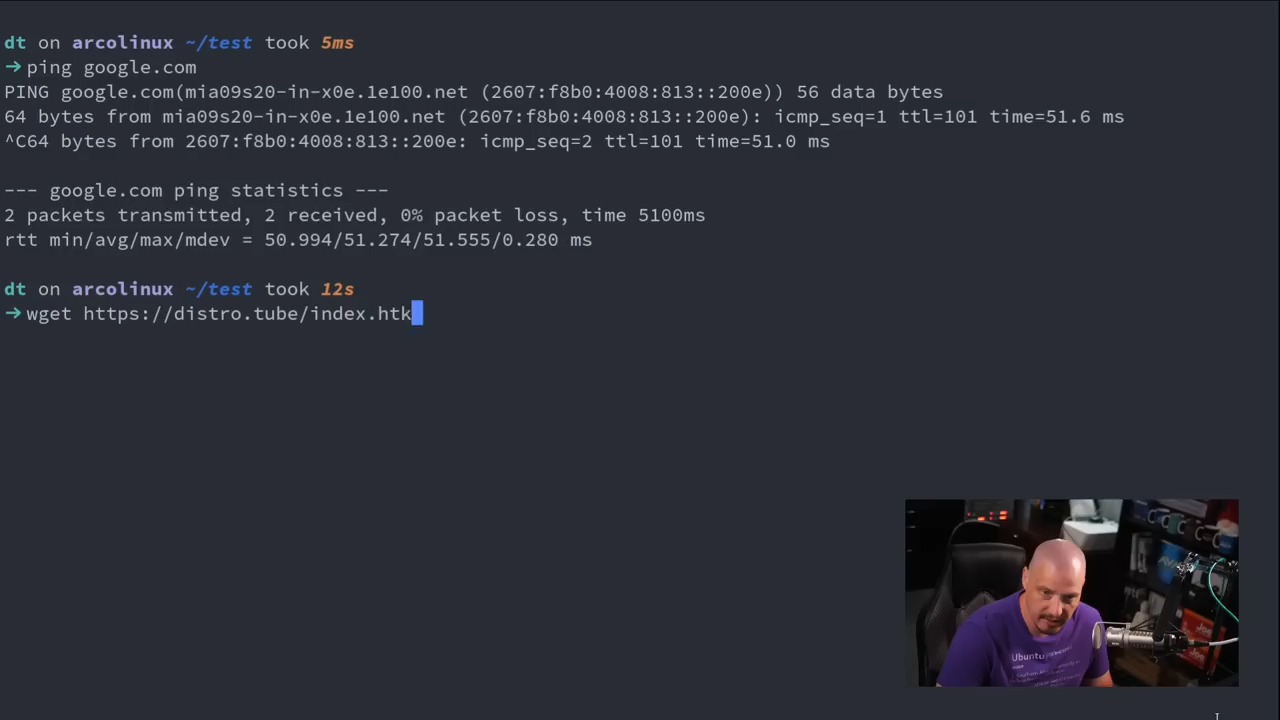 dt on arcolinux ~/test took 5ms
→ ping google.com
PING google.com(mia09s20-in-x0e.1e100.net (2607:f8b0:4008:813::200e)) 56 data bytes
64 bytes from mia09s20-in-x0e.1e100.net (2607:f8b0:4008:813::200e): icmp_seq=1 ttl=101 time=51.6 ms
^C64 bytes from 2607:f8b0:4008:813::200e: icmp_seq=2 ttl=101 time=51.0 ms
--- google.com ping statistics ---
2 packets transmitted, 2 received, 0% packet loss, time 5100ms
rtt min/avg/max/mdev = 50.994/51.274/51.555/0.280 ms
dt on arcolinux ~/test took 12s
→ wget https://distro.tube/index.htk
Ubuntu